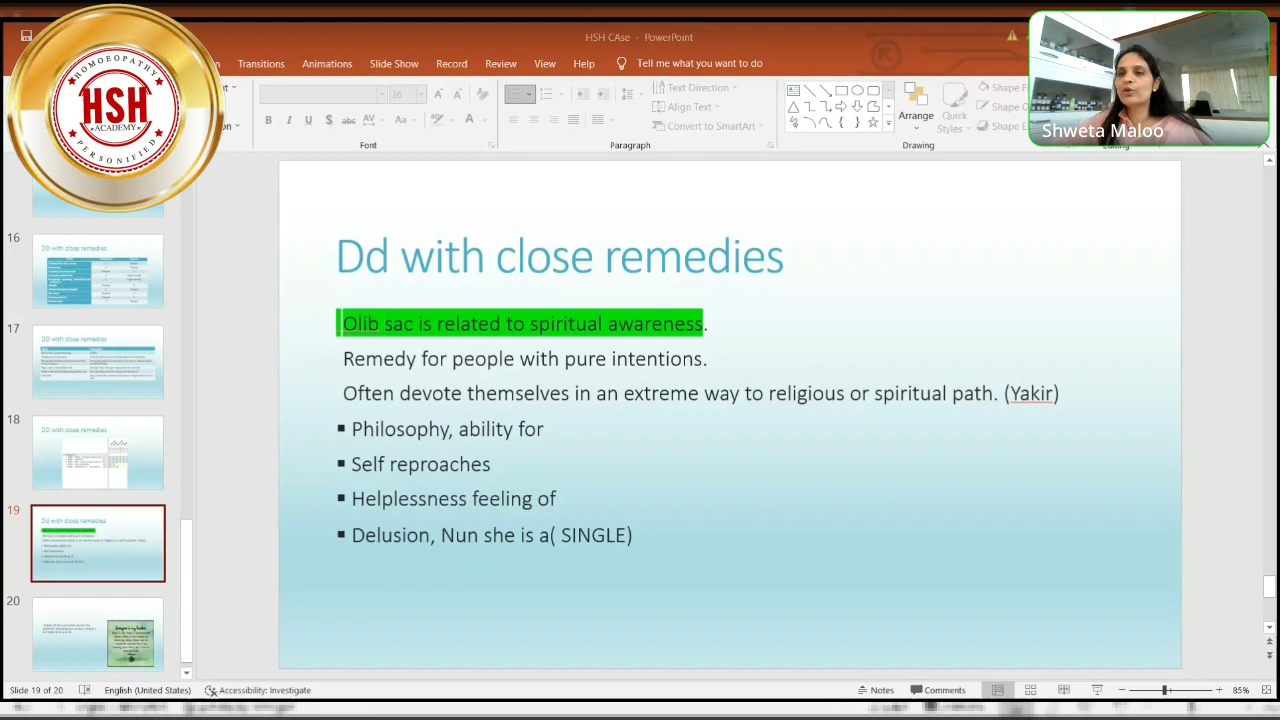 HSH CAse - PowerPoint
Transitions Animations Slide Show Record Review View Help Tell me what you want to do
HOMOEOPATHY
HSH
ACADEMY
PERSONIFIED
B I U S
Text Direction
Align Text
Convert to SmartArt
Arrange
Quick
Styles
Shape
Shape
Shape
Font
Paragraph
Drawing
Shweta Maloo
16
DD with close remedies
17
DD with close remedies
18
DD with close remedies
19
Dd with close remedies
20
Dd with close remedies
Olib sac is related to spiritual awareness.
Remedy for people with pure intentions.
Often devote themselves in an extreme way to religious or spiritual path. (Yakir)
▪ Philosophy, ability for
▪ Self reproaches
▪ Helplessness feeling of
▪ Delusion, Nun:she is a( SINGLE)
Slide 19 of 20 English (United States) Accessibility: Investigate Notes Comments 85%